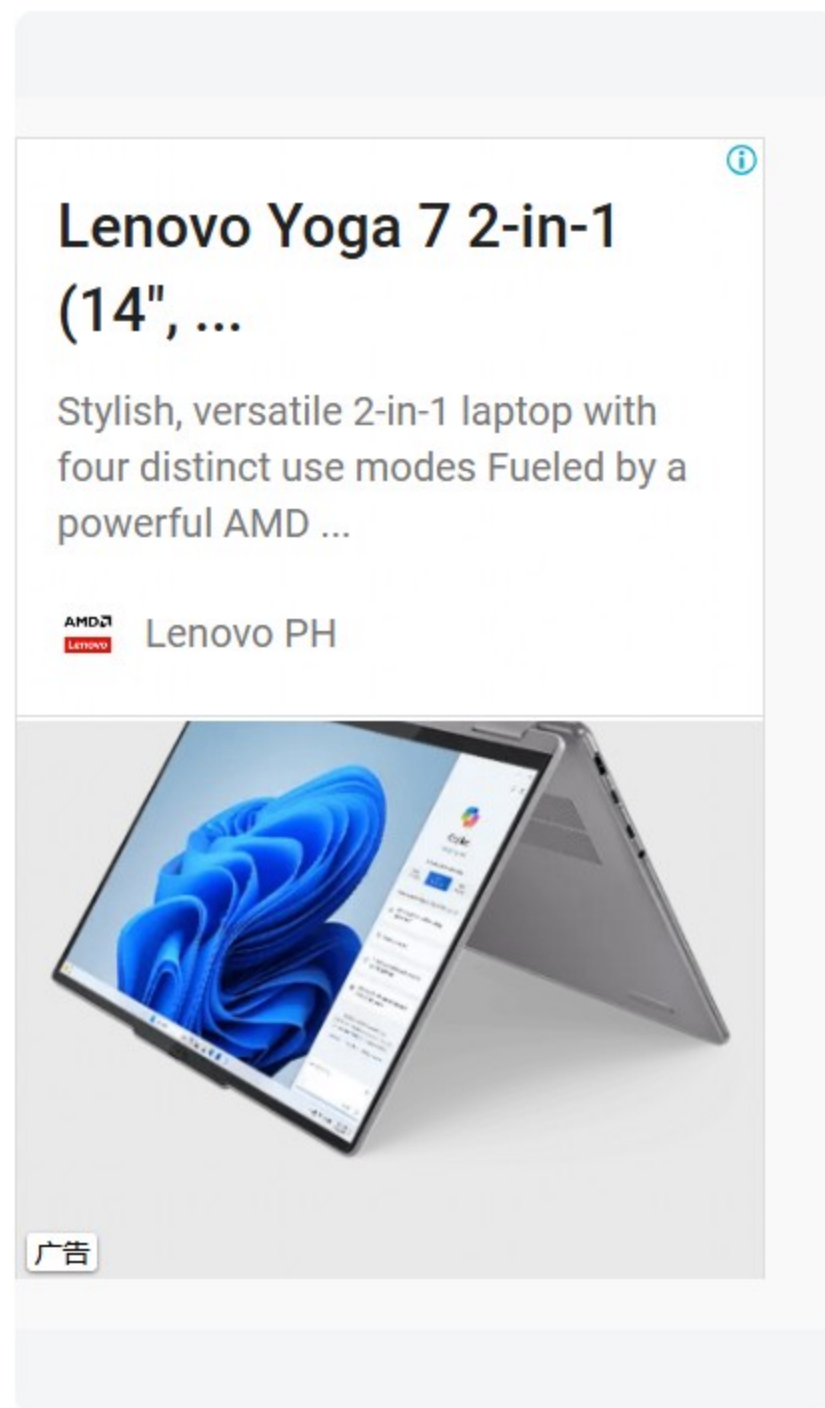 Lenovo Yoga 7 2-in-1
(14", ...
Stylish, versatile 2-in-1 laptop with
four distinct use modes Fueled by a
powerful AMD ...
AMD
Lenovo
Lenovo PH
广告